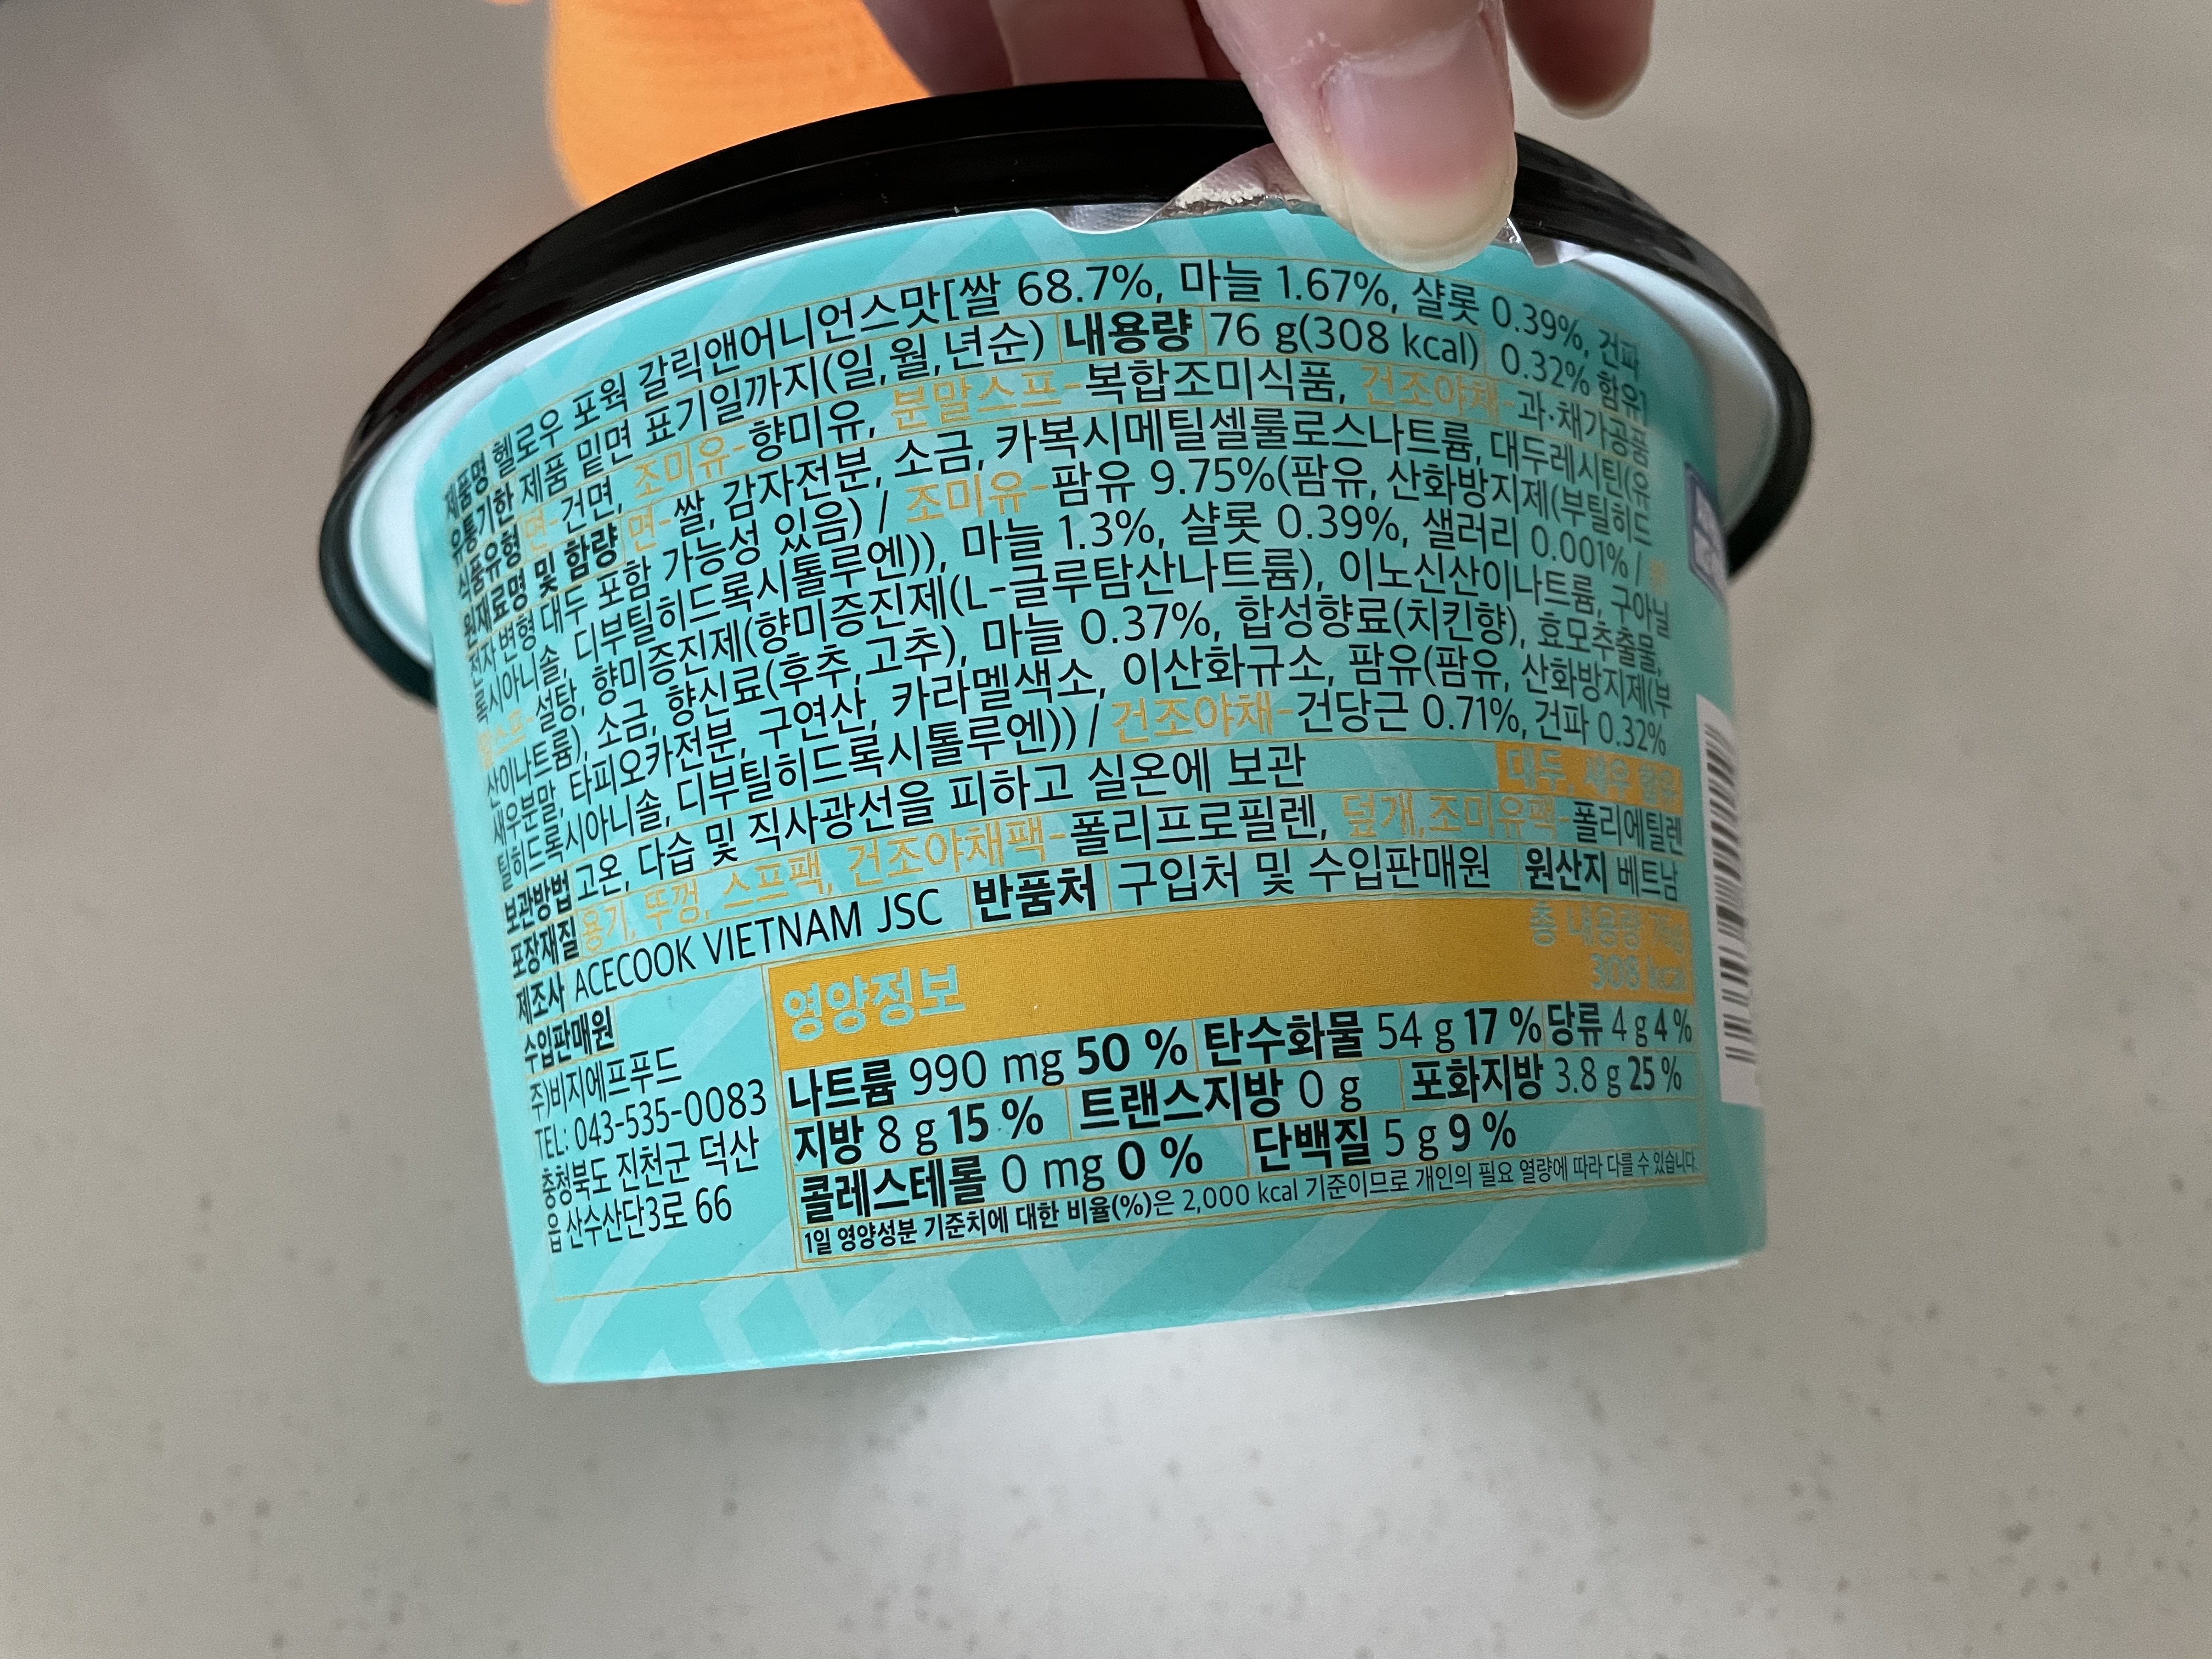 제품명 헬로우 포웍 갈릭앤어니언스맛[쌀 68.7%, 마늘 1.67%, 샬롯 0.39%, 건파 0.32% 함유]
유통기한 제품 밑면 표기일까지(일,월,년순) 내용량 76 g(308 kcal)
식품유형 면-건면, 조미유-향미유, 분말스프-복합조미식품, 건조야채-과·채가공품
원재료명 및 함량 면-쌀, 감자전분, 소금, 카복시메틸셀룰로스나트륨, 대두레시틴(유
전자변형 대두 포함 가능성 있음) / 조미유-팜유 9.75%(팜유, 산화방지제(부틸히드
록시아니솔, 디부틸히드록시톨루엔)), 마늘 1.3%, 샬롯 0.39%, 샐러리 0.001% / 분
말스프-설탕, 향미증진제(향미증진제(L-글루탐산나트륨), 이노신산이나트륨, 구아닐
산이나트륨), 소금, 향신료(후추,고추), 마늘 0.37%, 합성향료(치킨향), 효모추출물,
새우분말, 타피오카전분, 구연산, 카라멜색소, 이산화규소, 팜유(팜유, 산화방지제(부
틸히드록시아니솔, 디부틸히드록시톨루엔)) / 건조야채-건당근 0.71%, 건파 0.32%
대두, 새우 함유
보관방법 고온, 다습 및 직사광선을 피하고 실온에 보관
포장재질 용기, 뚜껑, 스프팩, 건조야채팩-폴리프로필렌, 덮개,조미유팩-폴리에틸렌
제조사 ACECOOK VIETNAM JSC 반품처 구입처 및 수입판매원 원산지 베트남
수입판매원
주)비지에프푸드
TEL: 043-535-0083
충청북도 진천군 덕산
읍 산수산단3로 66
영양정보
총 내용량 76g
308 kcal
나트륨 990 mg 50 % 탄수화물 54 g 17 % 당류 4 g 4 %
지방 8 g 15 % 트랜스지방 0 g 포화지방 3.8 g 25 %
콜레스테롤 0 mg 0 % 단백질 5 g 9 %
1일 영양성분 기준치에 대한 비율(%)은 2,000 kcal 기준이므로 개인의 필요 열량에 따라 다를 수 있습니다.